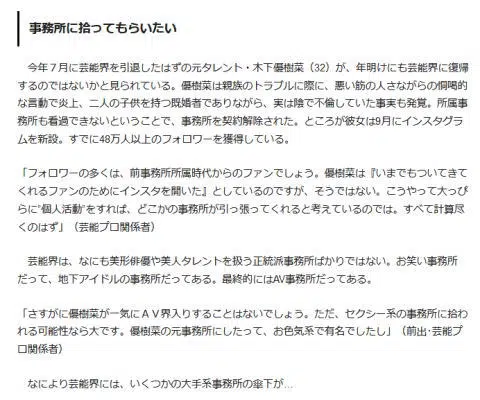 事務所に拾ってもらいたい
今年７月に芸能界を引退したはずの元タレント・木下優樹菜（32）が、年明けにも芸能界に復帰
するのではないかと見られている。優樹菜は親族のトラブルに際に、悪い筋の人さながらの恫喝的
な言動で炎上、二人の子供を持つ既婚者でありながら、実は陰で不倫していた事実も発覚。所属事
務所も看過できないということで、事務所を契約解除された。ところが彼女は9月にインスタグラ
ムを新設。すでに48万人以上のフォロワーを獲得している。
「フォロワーの多くは、前事務所所属時代からのファンでしょう。優樹菜は『いまでもついてきて
くれるファンのためにインスタを開いた』としているのですが、そうではない。こうやって大っぴ
らに"個人活動"をすれば、どこかの事務所が引っ張ってくれると考えているのでは。すべて計算尽
くのはず」（芸能プロ関係者）
芸能界は、なにも美形俳優や美人タレントを扱う正統派事務所ばかりではない。お笑い事務所
だって、地下アイドルの事務所だってある。最終的にはAV事務所だってある。
「さすがに優樹菜が一気にＡＶ界入りすることはないでしょう。ただ、セクシー系の事務所に拾わ
れる可能性なら大です。優樹菜の元事務所にしたって、お色気系で有名でしたし」（前出･芸能プ
ロ関係者）
なにより芸能界には、いくつかの大手系事務所の傘下が…